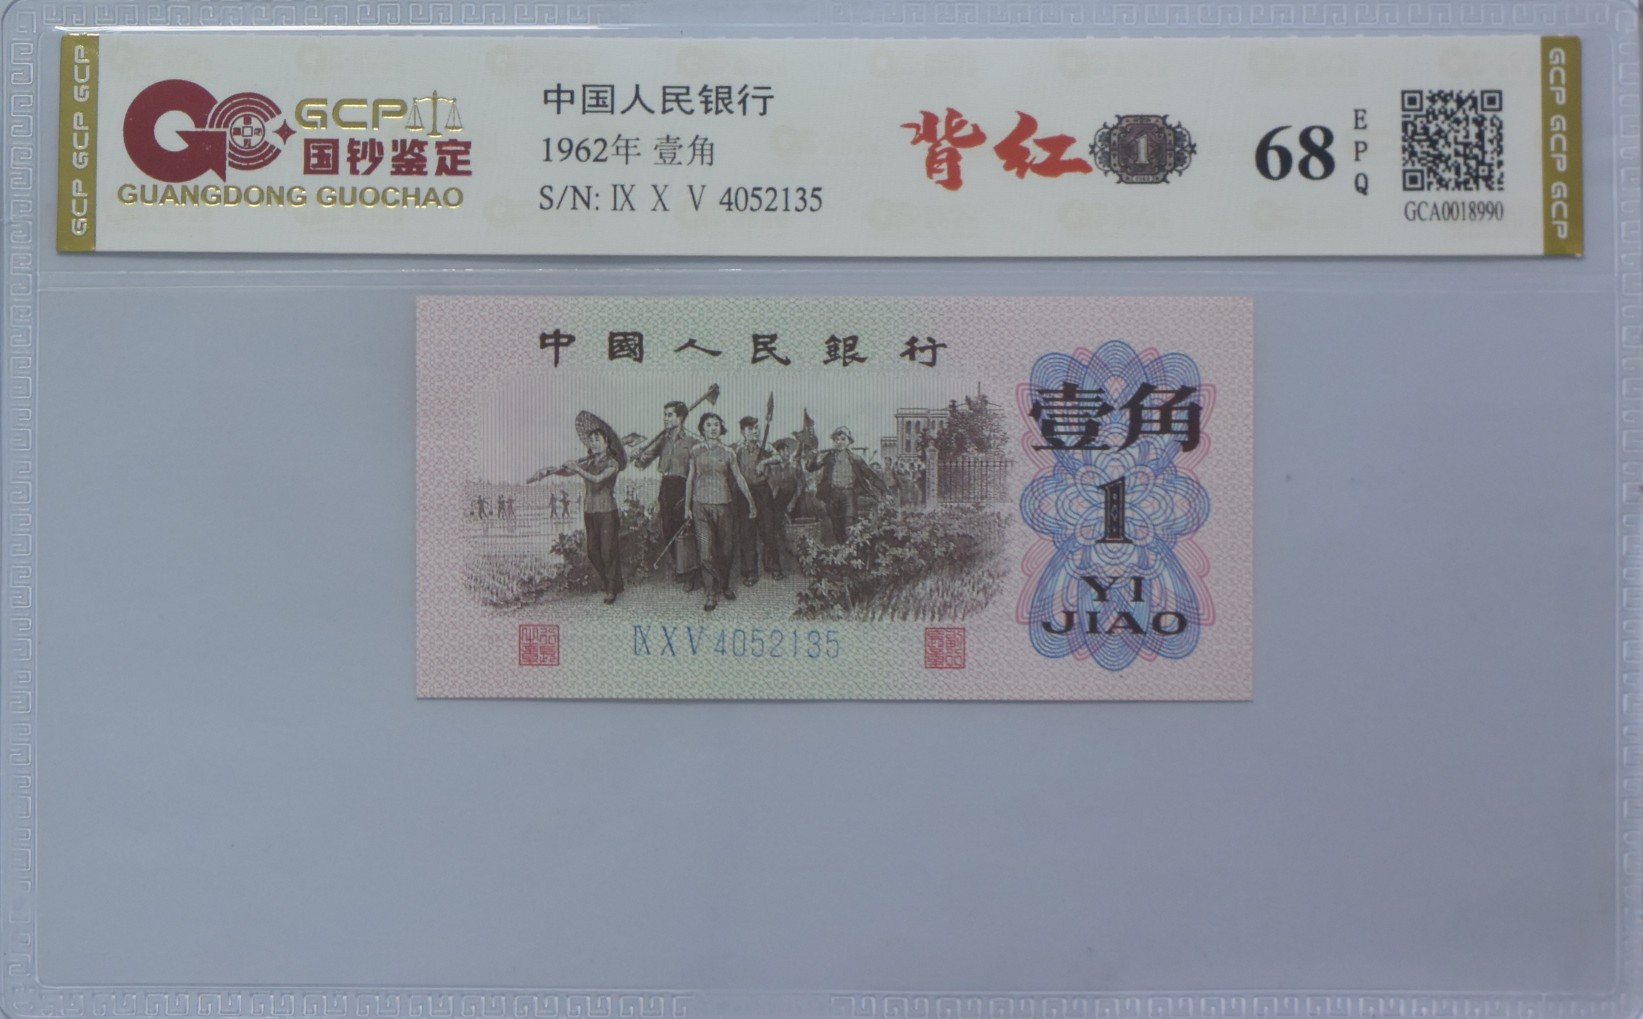 GCP GCP GCP
GCP
国钞鉴定
GUANGDONG GUOCHAO
中国人民银行
1962年 壹角
S/N: Ⅸ Ⅹ Ⅴ 4052135
背红
1
68
EPQ
GCA0018990
GCP GCP GCP
中國人民銀行
壹角
1
YI
JIAO
ⅨⅩⅤ4052135